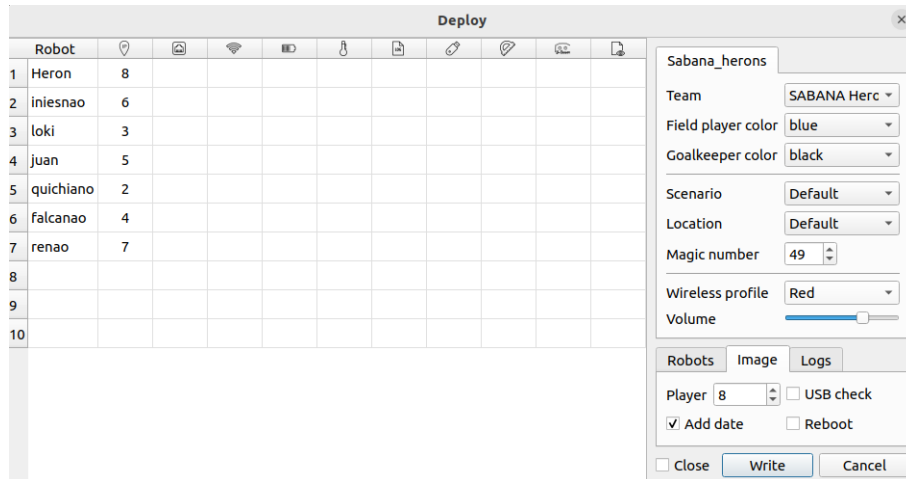 Deploy
Robot
1 Heron 8
2 iniesnao 6
3 loki 3
4 juan 5
5 quichiano 2
6 falcanao 4
7 renao 7
8
9
10
Sabana_herons
Team SABANA Herc
Field player color blue
Goalkeeper color black
Scenario Default
Location Default
Magic number 49
Wireless profile Red
Volume
Robots Image Logs
Player 8 USB check
Add date Reboot
Close Write Cancel